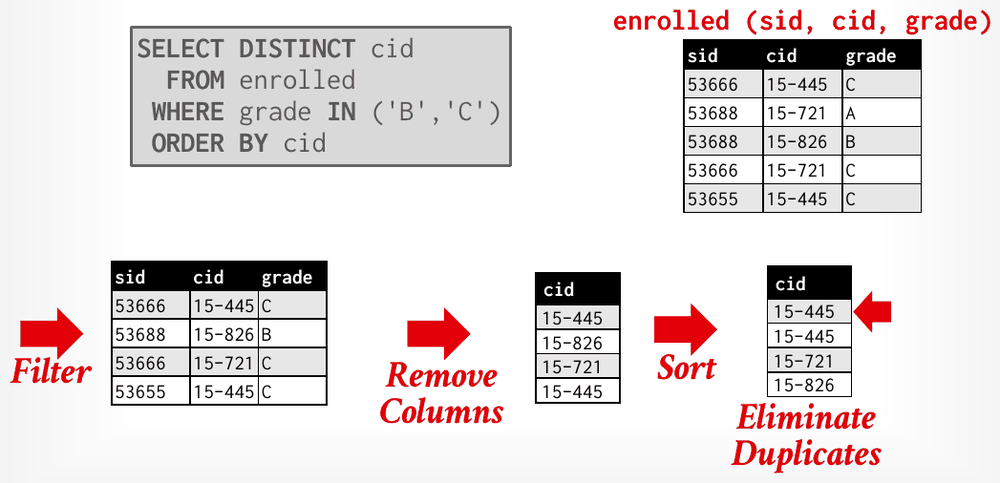 SELECT DISTINCT cid
FROM enrolled
WHERE grade IN ('B','C')
ORDER BY cid
enrolled (sid, cid, grade)
sid cid grade
53666 15-445 C
53688 15-721 A
53688 15-826 B
53666 15-721 C
53655 15-445 C
Filter
sid cid grade
53666 15-445 C
53688 15-826 B
53666 15-721 C
53655 15-445 C
Remove
Columns
cid
15-445
15-826
15-721
15-445
Sort
cid
15-445
15-445
15-721
15-826
Eliminate
Duplicates